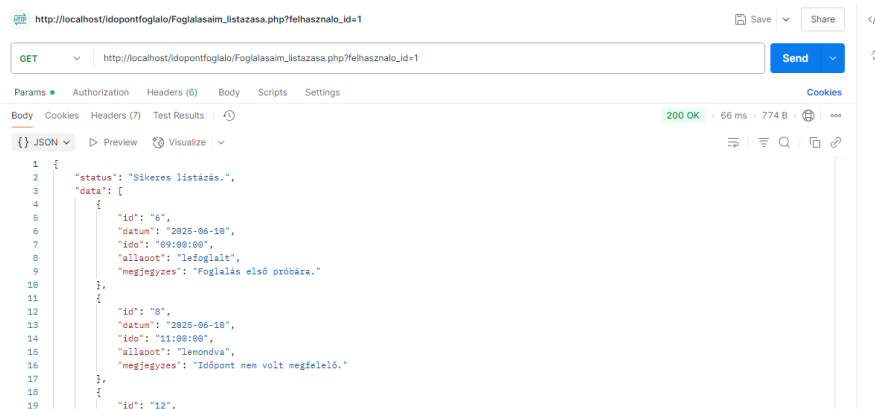 HTTP http://localhost/idopontfoglalo/Foglalasaim_listazasa.php?felhasznalo_id=1 Save Share
GET http://localhost/idopontfoglalo/Foglalasaim_listazasa.php?felhasznalo_id=1 Send
Params Authorization Headers (6) Body Scripts Settings Cookies
Body Cookies Headers (7) Test Results 200 OK 66 ms 774 B
{} JSON Preview Visualize
1 {
2 "status": "Sikeres listázás.",
3 "data": [
4 {
5 "id": "6",
6 "datum": "2025-06-10",
7 "ido": "09:00:00",
8 "allapot": "lefoglalt",
9 "megjegyzes": "Foglalás első próbára."
10 },
11 {
12 "id": "8",
13 "datum": "2025-06-10",
14 "ido": "11:00:00",
15 "allapot": "lemondva",
16 "megjegyzes": "Időpont nem volt megfelelő."
17 },
18 {
19 "id": "12",